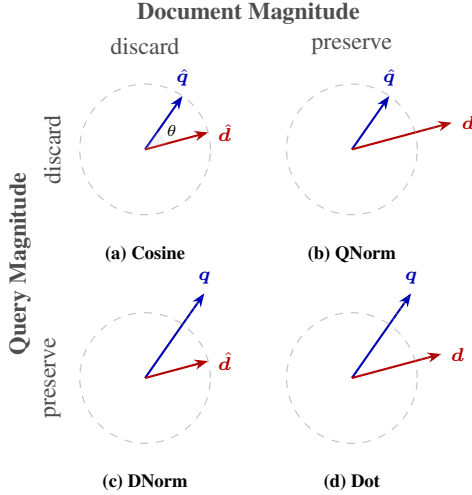 Document Magnitude
discard preserve
Query Magnitude
discard
q̂
θ
d̂
(a) Cosine
q̂
d
(b) QNorm
preserve
q
d̂
(c) DNorm
q
d
(d) Dot